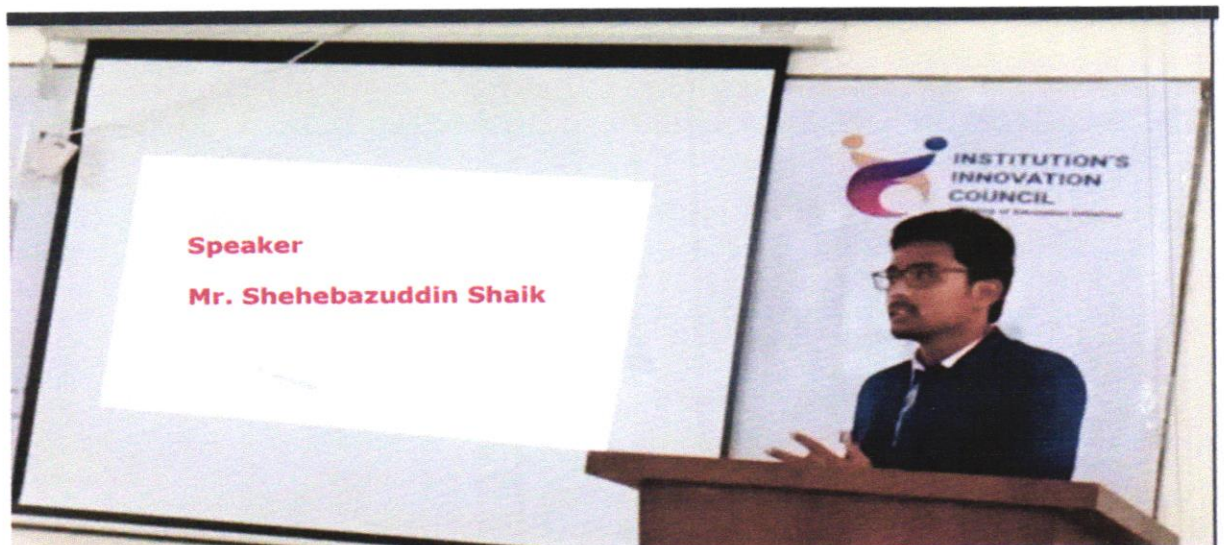 Speaker
Mr. Shehebazuddin Shaik
INSTITUTION'S
INNOVATION
COUNCIL